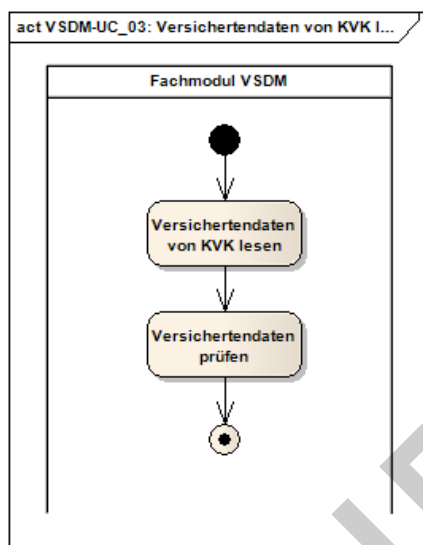 act VSDM-UC_03: Versichertendaten von KVK l...
Fachmodul VSDM
Versichertendaten
von KVK lesen
Versichertendaten
prüfen